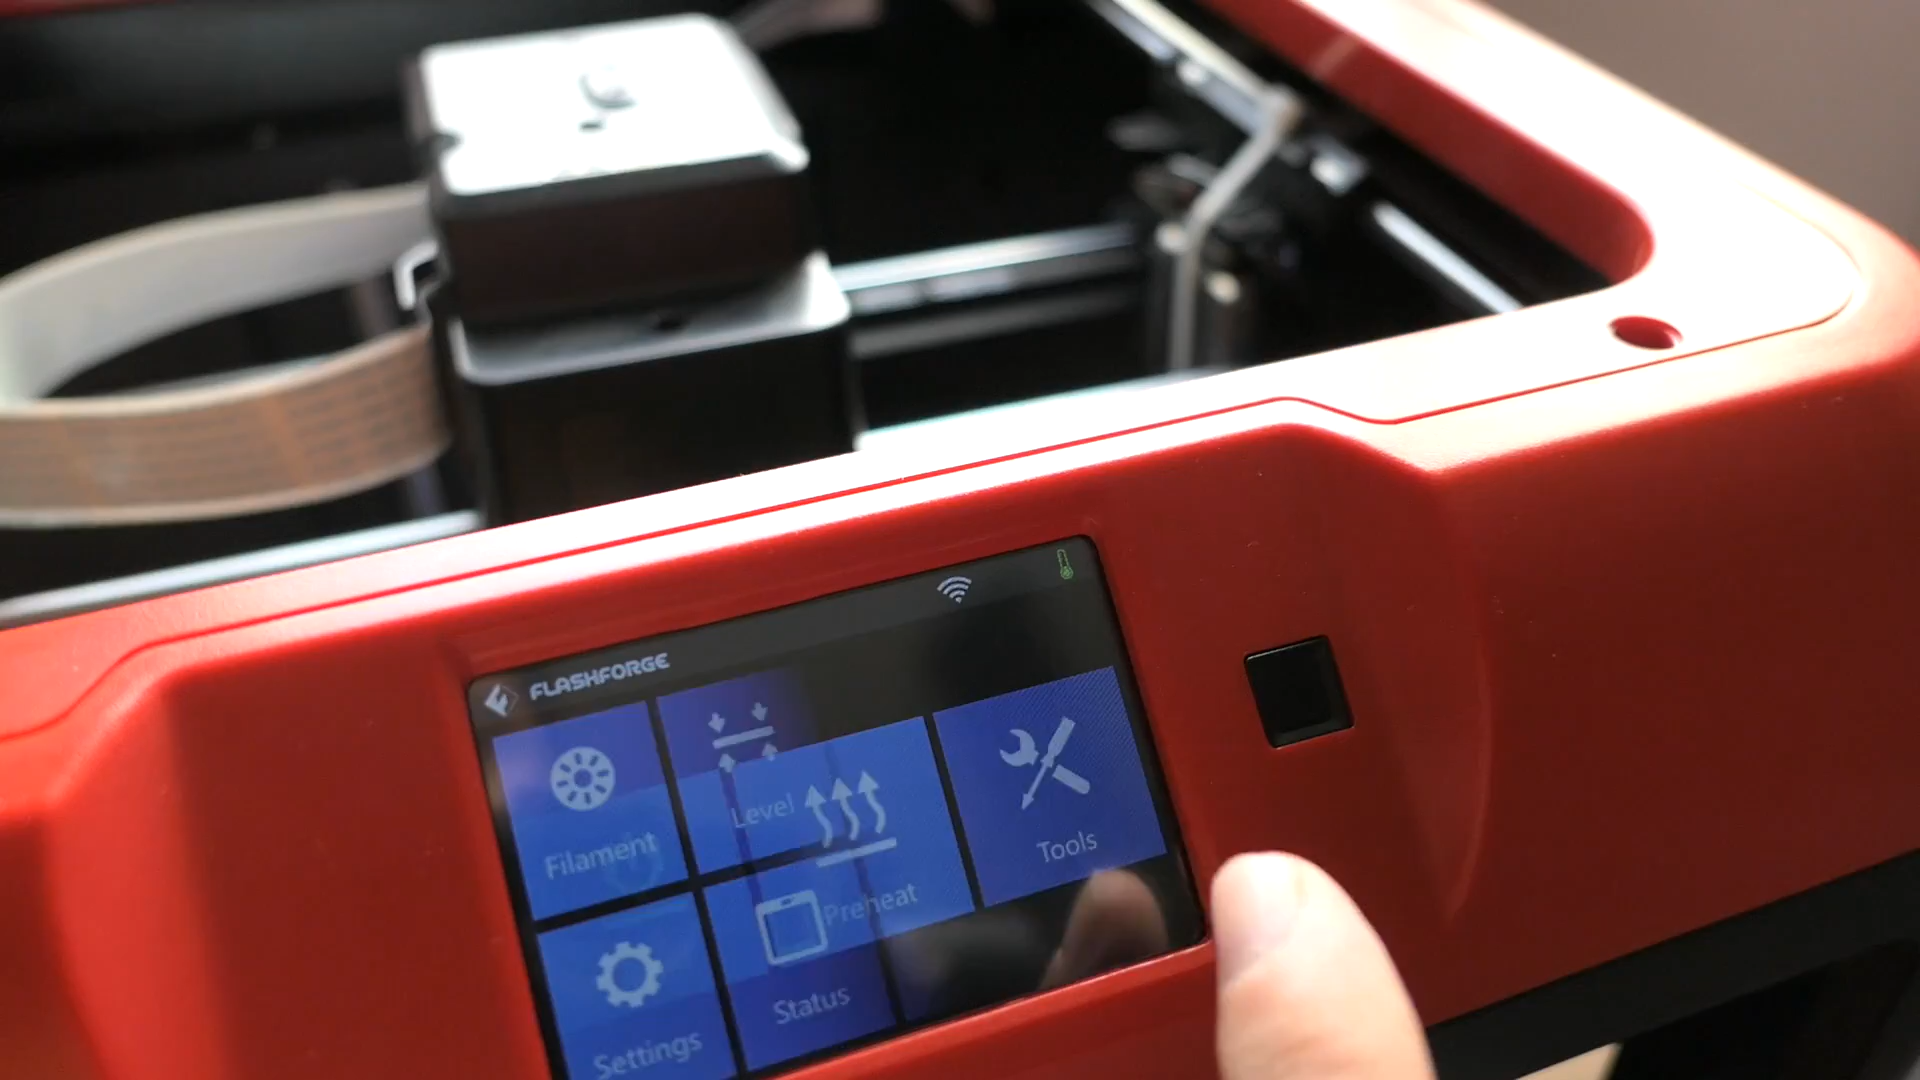 FLASHFORGE
Filament
Level
Preheat
Tools
Settings
Status